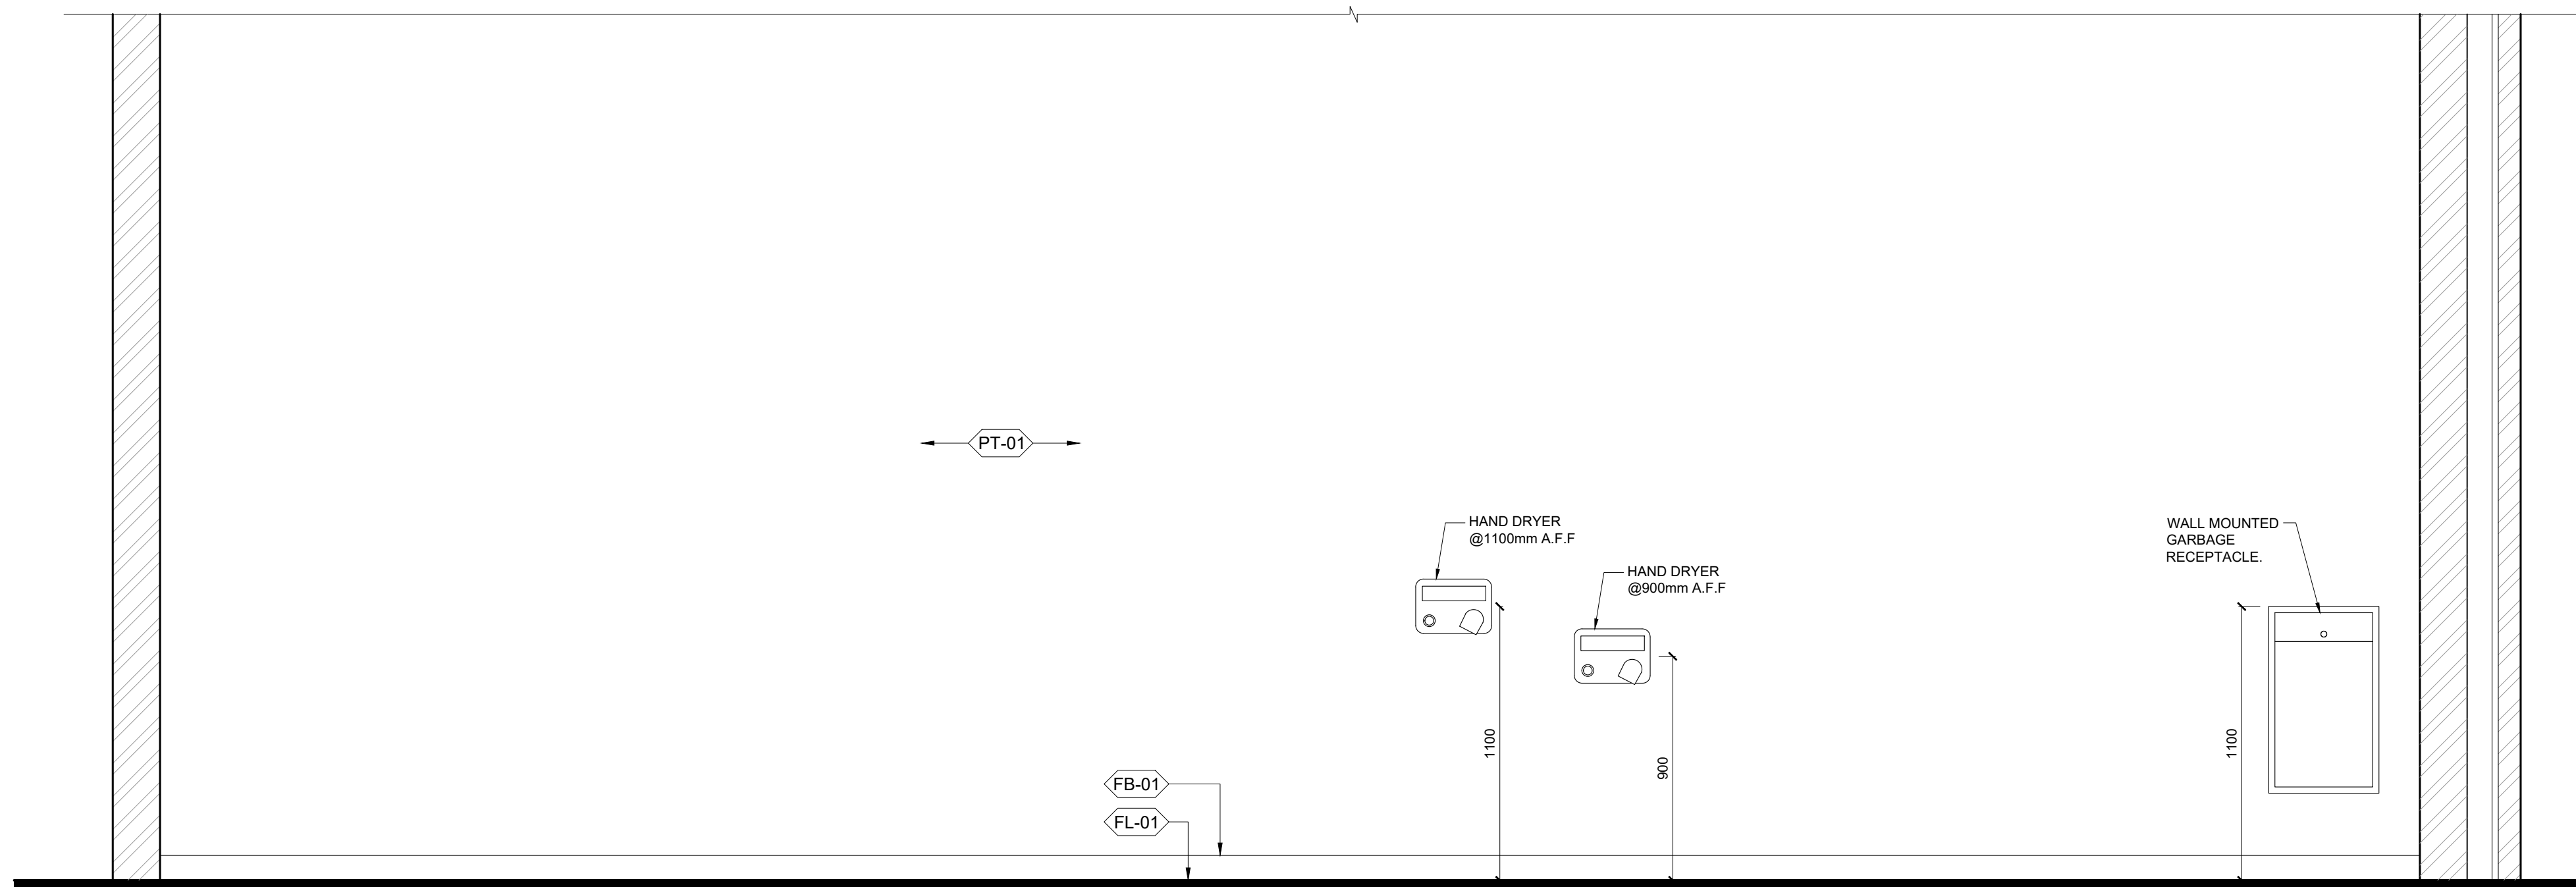 PT-01
HAND DRYER
@1100mm A.F.F
HAND DRYER
@900mm A.F.F
WALL MOUNTED
GARBAGE
RECEPTACLE.
1100
900
1100
FB-01
FL-01